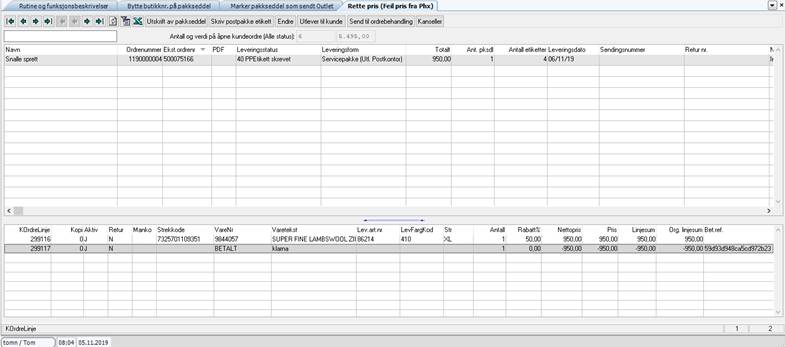 Rutine og funksjonsbeskrivelser Bytte butikknr. på pakkseddel Marker pakkseddel som sendt Outlet Rette pris (Feil pris fra Phx)
Utskrift av pakkseddel Skriv postpakke etikett Endre Utlever til kunde Send til ordrebehandling Kanseller
Antall og verdi på åpne kundeordre (Alle status): 6.495,00
Navn Ordrenummer Ekst.ordrenr PDF Leveringsstatus Leveringsform Totalt Ant. pksdl Antall etiketter Leveringsdato Sendingsnummer Retur nr.
Snalle sprett 1190000004 500075166 40 PPEtikett skrevet Servicepakke (Utl. Postkontor) 950,00 1 4 06/11/19
KOrdreLinje Kopi Aktiv Retur Manko Strekkode VareNr Varetekst Lev.art.nr LevFargKod Str Antall Rabatt% Nettopris Pris Linjesum Org. linjesum Bet.ref.
299116 0 J N 7325701109351 9844057 SUPER FINE LAMBSWOOL ZI 86214 410 XL 1 50,00 950,00 950,00 950,00 950,00
299117 0 J N BETALT klarna 1 0,00 -950,00 -950,00 -950,00 -950,00 59d93d948ca5cd972b23
KOrdreLinje 1 2
tomn / Tom 08:04 05.11.2019